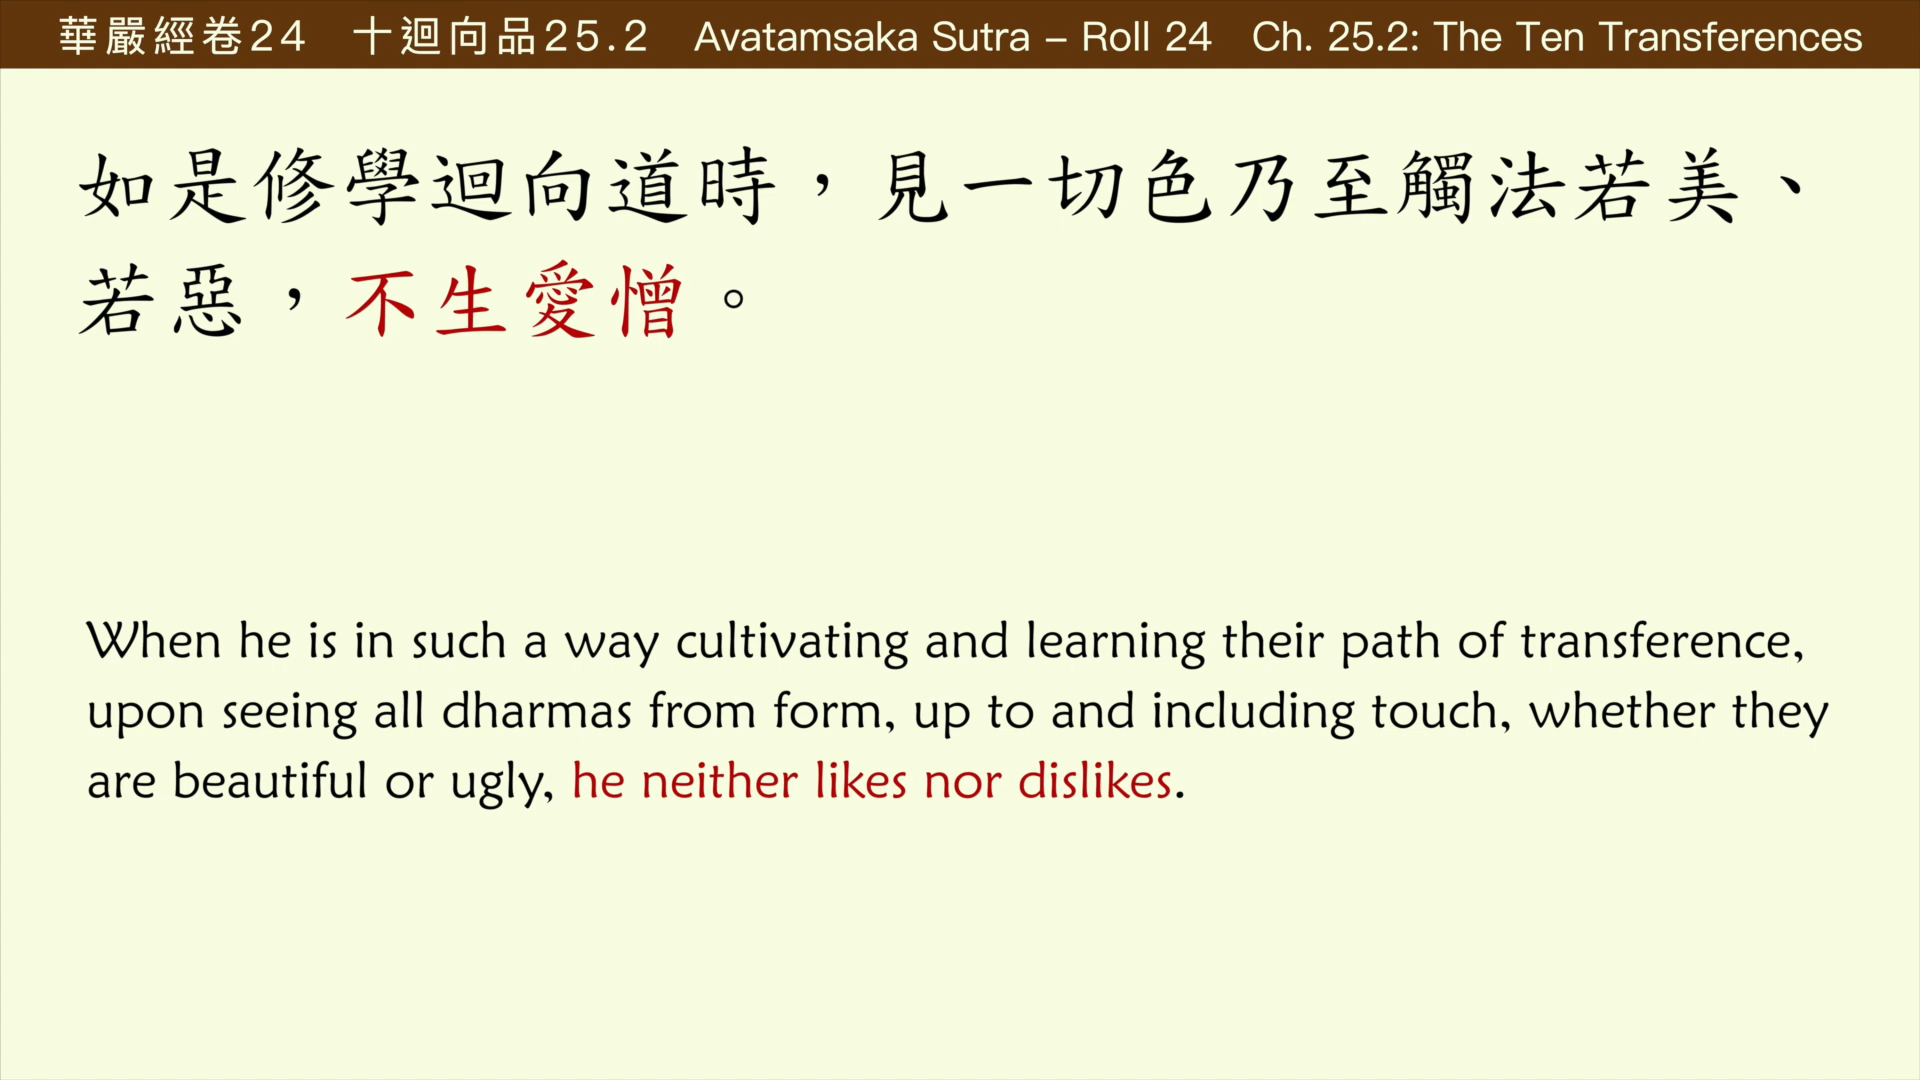 華嚴經卷24 十迴向品25.2 Avatamsaka Sutra – Roll 24 Ch. 25.2: The Ten Transferences
如是修學迴向道時，見一切色乃至觸法若美、
若惡，不生愛憎。
When he is in such a way cultivating and learning their path of transference,
upon seeing all dharmas from form, up to and including touch, whether they
are beautiful or ugly, he neither likes nor dislikes.